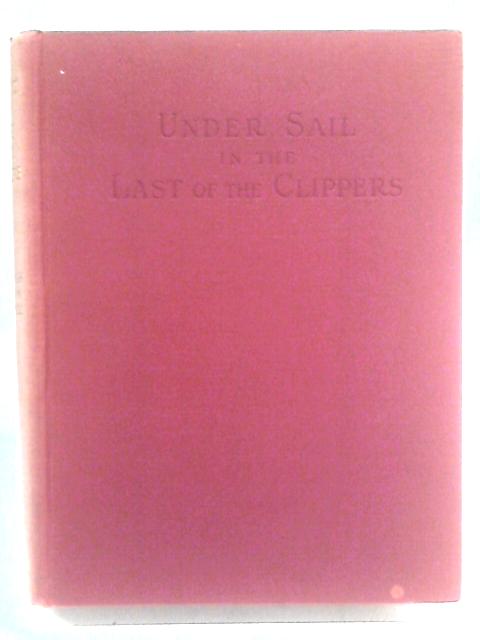 UNDER SAIL
IN THE
LAST OF THE CLIPPERS